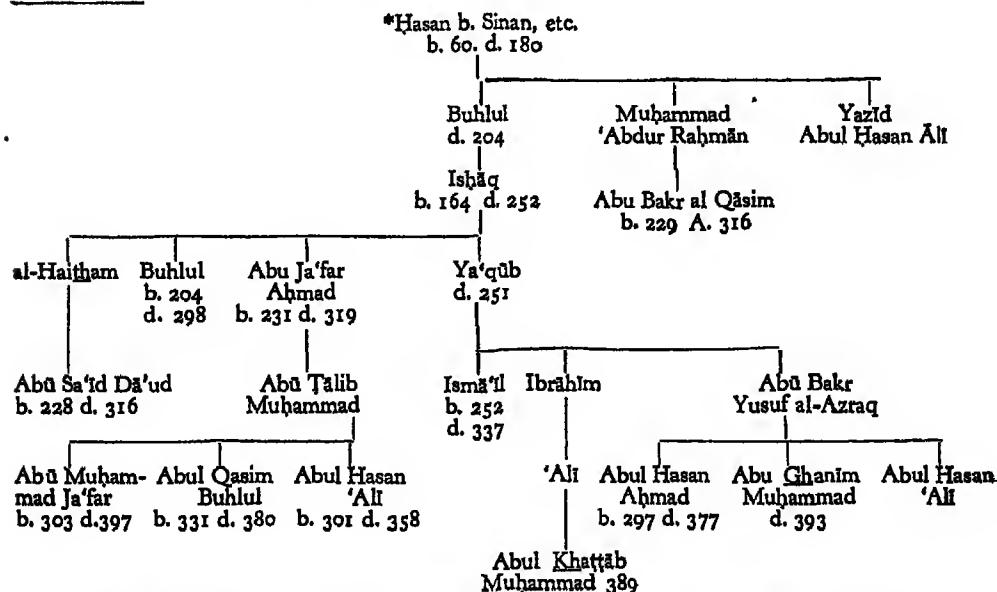 *Ḥasan b. Sinan, etc.
b. 60. d. 180
Buhlul Muḥammad Yazīd
d. 204 ‘Abdur Raḥmān Abul Ḥasan Ālī
Isḥāq
b. 164 d. 252 Abu Bakr al Qāsim
b. 229 A. 316
al-Haitham Buhlul Abu Ja‘far Ya‘qūb
b. 204 Aḥmad d. 251
d. 298 b. 231 d. 319
Abū Sa‘īd Dā’ud Abū Ṭālib Ismā‘īl Ibrāhīm Abū Bakr
b. 228 d. 316 Muḥammad b. 252 Yusuf al-Azraq
d. 337
Abū Muḥam- Abul Qasim Abul Hasan ‘Alī Abul Hasan Abu Ghanīm Abul Hasan
mad Ja‘far Buhlul ‘Alī Aḥmad Muḥammad ‘Alī
b. 303 d.397 b. 331 d. 380 b. 301 d. 358 b. 297 d. 377 d. 393
Abul Khaṭṭāb
Muḥammad 389